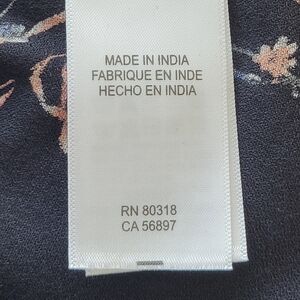 MADE IN INDIA
FABRIQUE EN INDE
HECHO EN INDIA
RN 80318
CA 56897